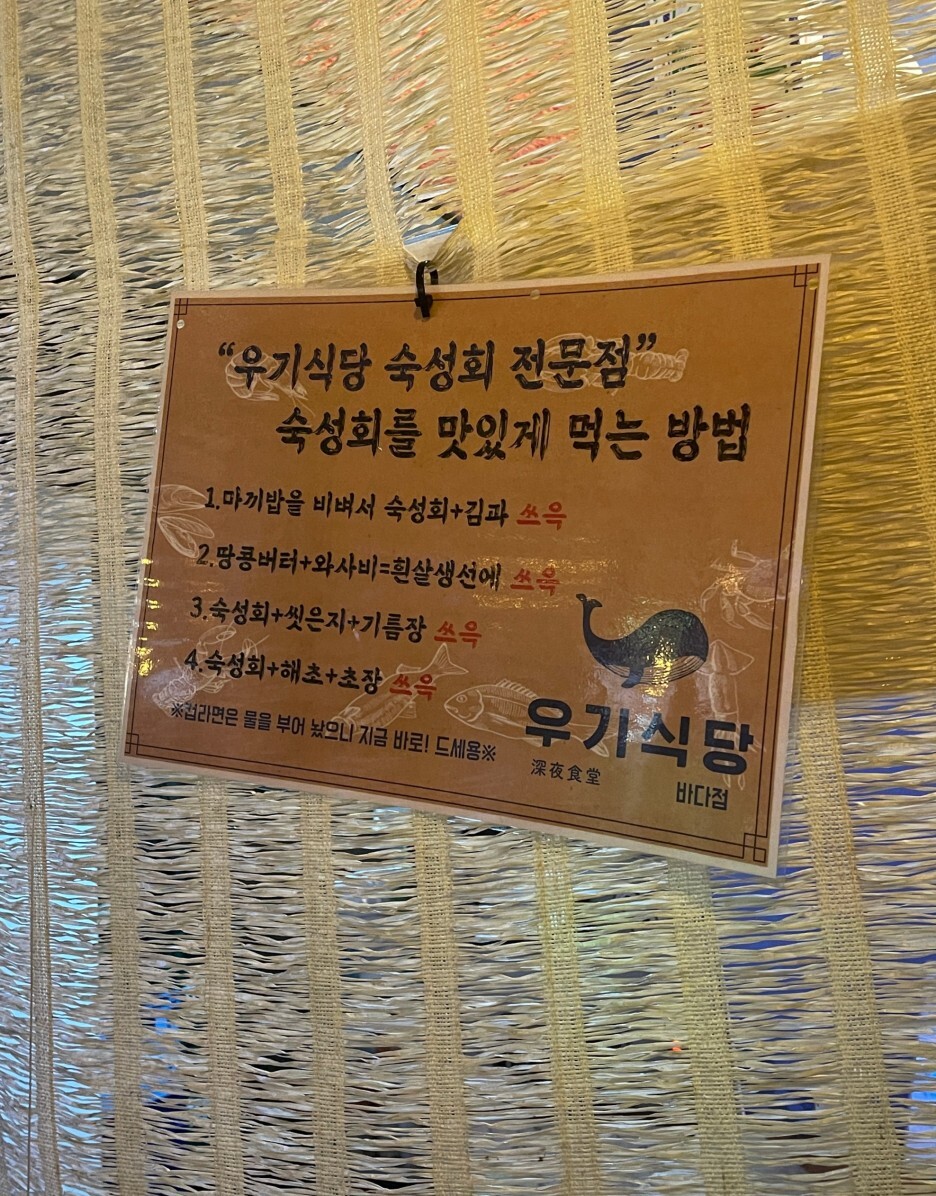 “우기식당 숙성회 전문점”
숙성회를 맛있게 먹는 방법
1.마끼밥을 비벼서 숙성회+김과 쓰윽
2.땅콩버터+와사비=흰살생선에 쓰윽
3.숙성회+씻은지+기름장 쓰윽
4.숙성회+해초+초장 쓰윽
※컵라면은 물을 부어 놨으니 지금 바로! 드세용※
우기식당
深夜食堂
바다점